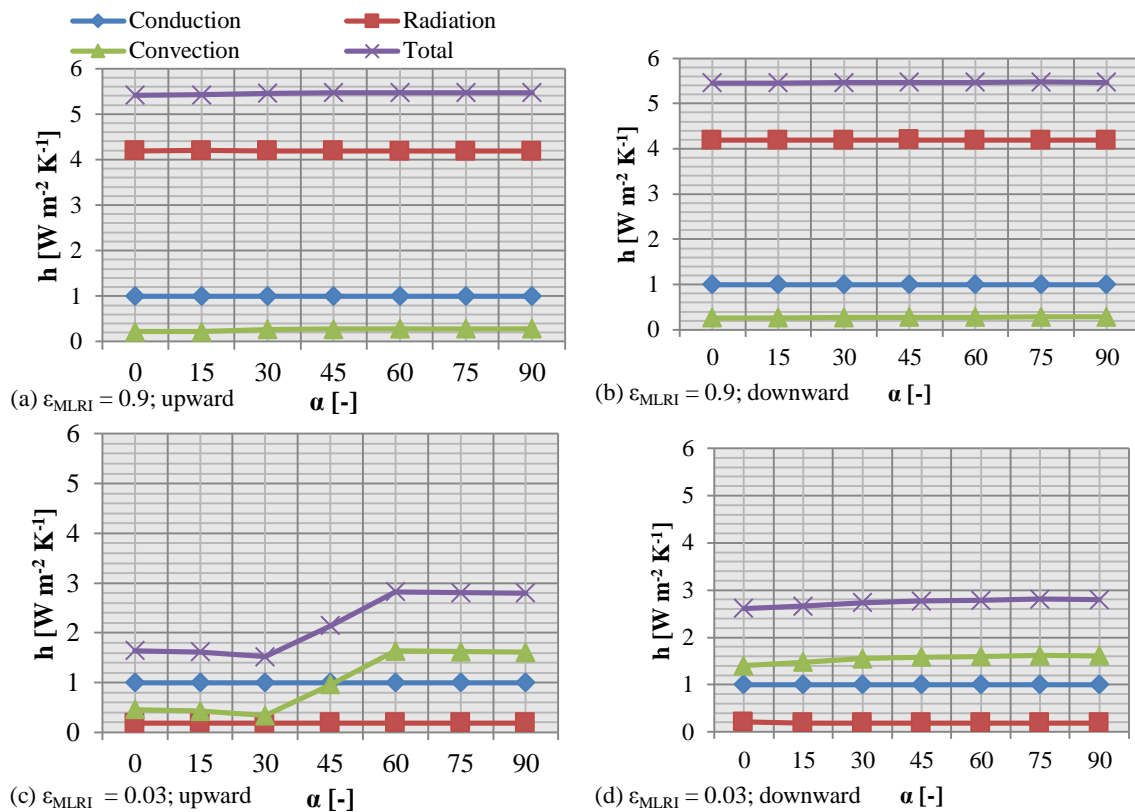 Conduction Radiation
Convection Total
6
5
4
3
2
1
0
h [W m-2 K-1]
0 15 30 45 60 75 90
(a) εMLRI = 0.9; upward α [-]
6
5
4
3
2
1
0
h [W m-2 K-1]
0 15 30 45 60 75 90
(b) εMLRI = 0.9; downward α [-]
6
5
4
3
2
1
0
h [W m-2 K-1]
0 15 30 45 60 75 90
(c) εMLRI = 0.03; upward α [-]
6
5
4
3
2
1
0
h [W m-2 K-1]
0 15 30 45 60 75 90
(d) εMLRI = 0.03; downward α [-]